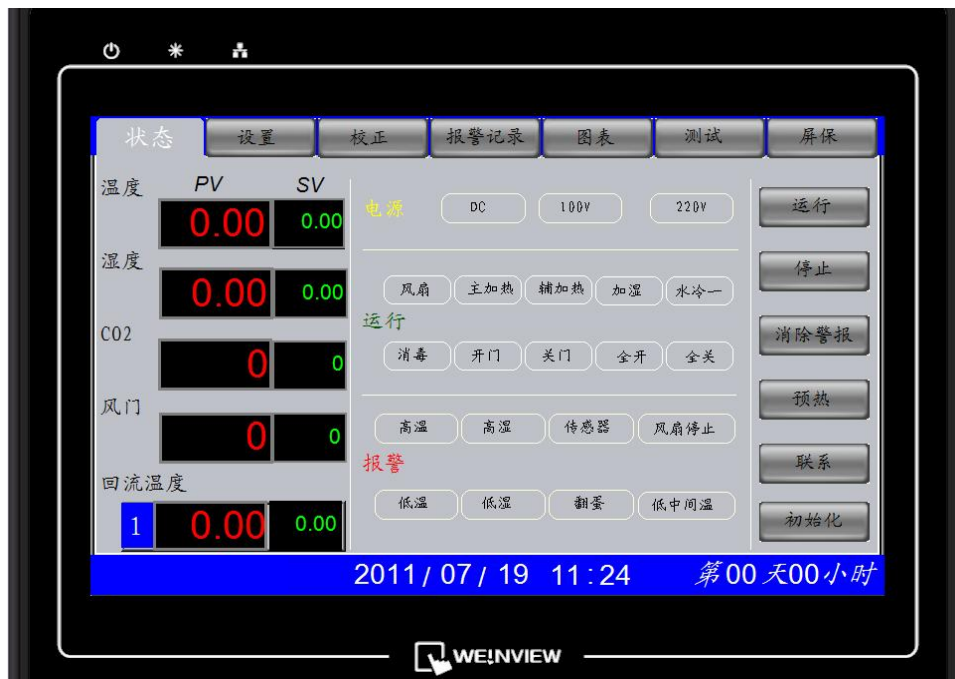 状态 设置 校正 报警记录 图表 测试 屏保
温度 PV SV
0.00 0.00
电源 DC 100V 220V
运行
湿度
0.00 0.00
风扇 主加热 辅加热 加湿 水冷一
停止
运行
CO2
0 0
消毒 开门 关门 全开 全关
消除警报
风门
0 0
高温 高湿 传感器 风扇停止
预热
报警
回流温度
联系
1 0.00 0.00
低温 低湿 翻蛋 低中间温
初始化
2011/07/19 11:24 第00天00小时
WE!NVIEW